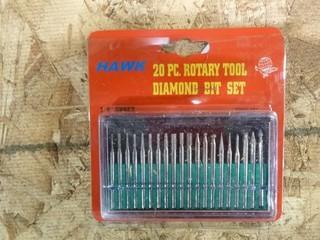 HAWK
20 PC. ROTARY TOOL
DIAMOND BIT SET